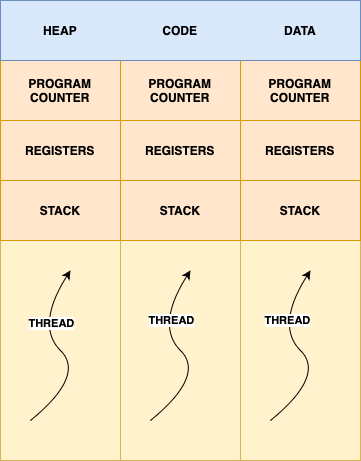 HEAP CODE DATA
PROGRAM COUNTER PROGRAM COUNTER PROGRAM COUNTER
REGISTERS REGISTERS REGISTERS
STACK STACK STACK
THREAD THREAD THREAD